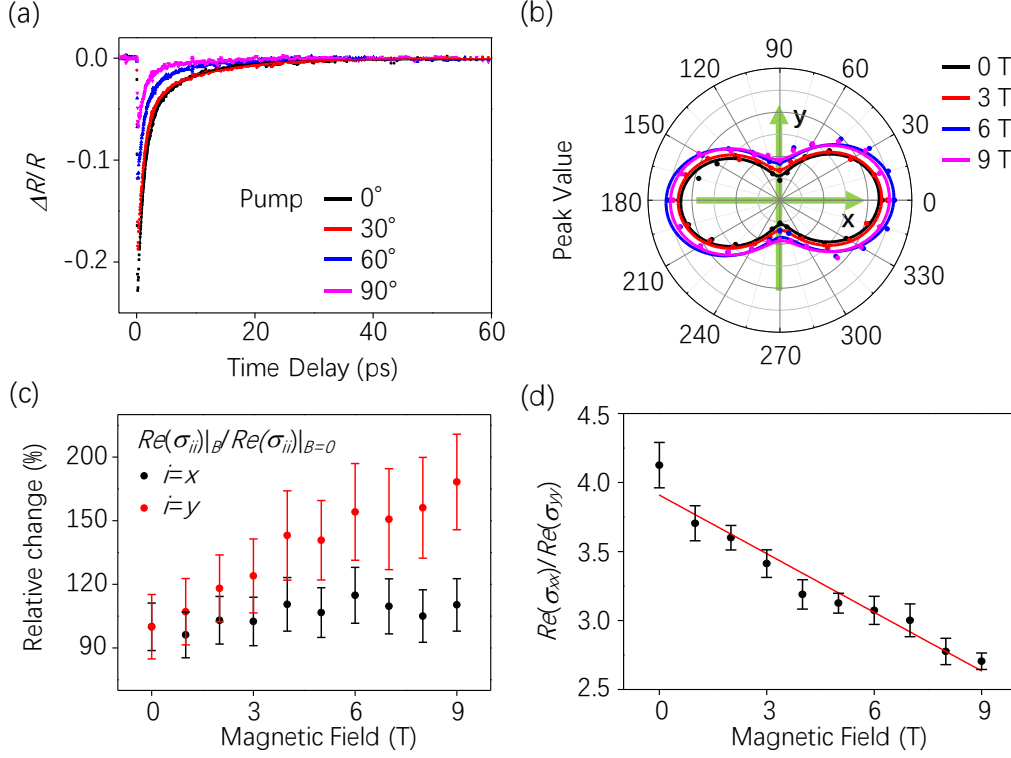 (a)
0.0
-0.1
-0.2
ΔR/R
Pump
0°
30°
60°
90°
0
20
40
60
Time Delay (ps)
(b)
90
120
60
150
30
180
0
210
330
240
300
270
Peak Value
y
x
0 T
3 T
6 T
9 T
(c)
200
150
110
90
Relative change (%)
Re(σii)|B/Re(σii)|B=0
i=x
i=y
0
3
6
9
Magnetic Field (T)
(d)
4.5
4.0
3.5
3.0
2.5
Re(σxx)/Re(σyy)
0
3
6
9
Magnetic Field (T)